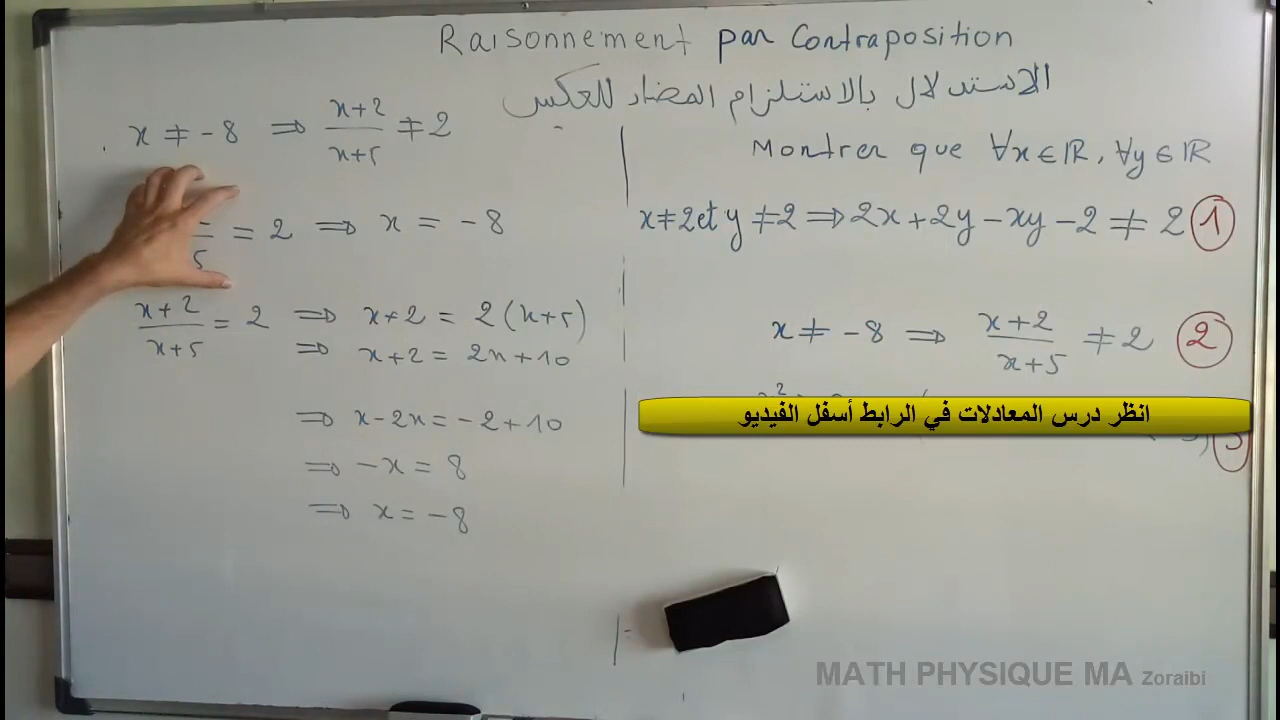 Raisonnement par Contraposition
الاستدلال بالاستلزام المضاد للعكس
x ≠ -8 ⇒ (x+2)/(x+5) ≠ 2
5 = 2 ⇒ x = -8
(x+2)/(x+5) = 2 ⇒ x+2 = 2(x+5)
⇒ x+2 = 2x+10
⇒ x-2x = -2+10
⇒ -x = 8
⇒ x = -8
Montrer que ∀x∈ℝ, ∀y∈ℝ
x≠2 et y≠2 ⇒ 2x+2y-xy-2 ≠ 2 1
x ≠ -8 ⇒ (x+2)/(x+5) ≠ 2 2
انظر درس المعادلات في الرابط أسفل الفيديو
MATH PHYSIQUE MA Zoraibi